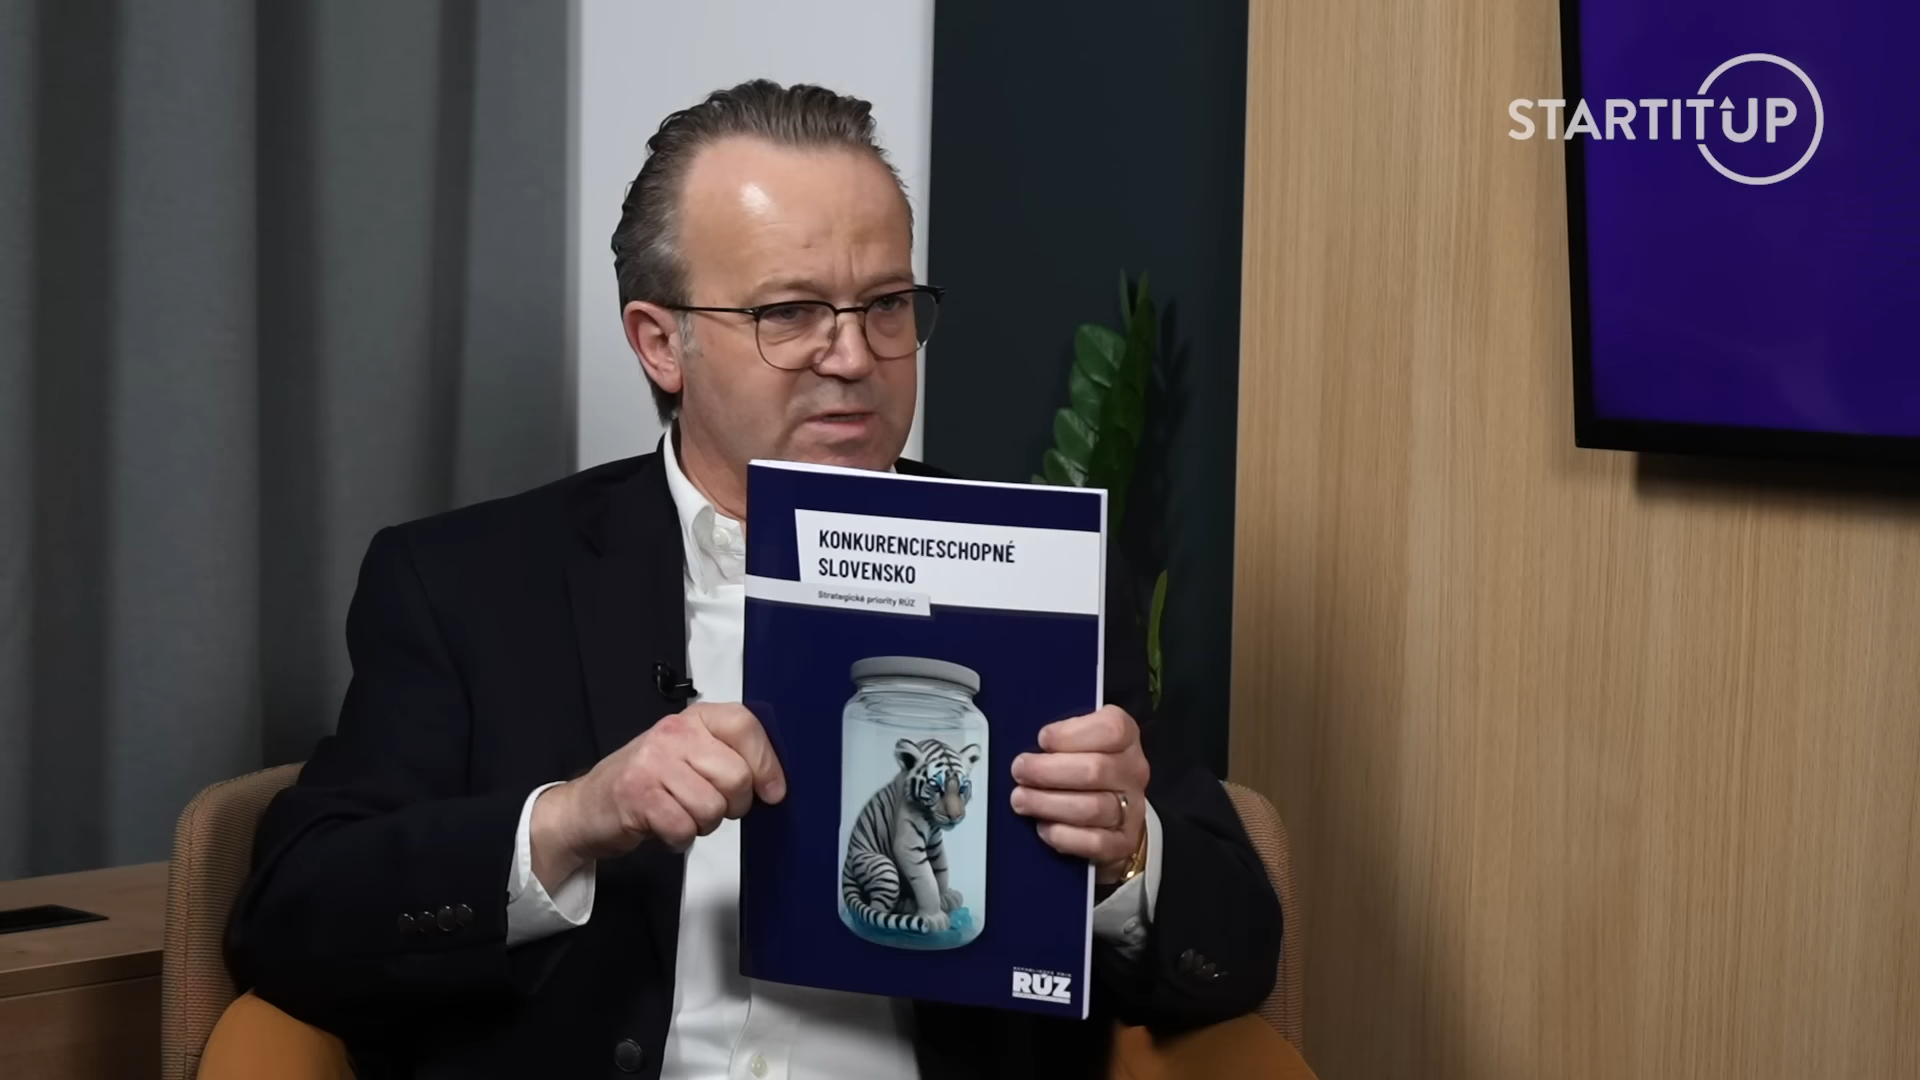 STARTITUP
KONKURENCIESCHOPNÉ
SLOVENSKO
Strategické priority RÚZ
RÚZ